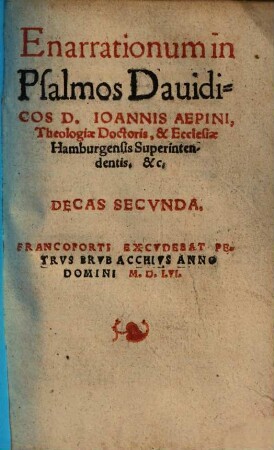 Enarrationum in
Psalmos Dauidi=
COS D. IOANNIS AEPINI,
Theologiæ Doctoris, & Ecclesiæ
Hamburgensis Superinten-
dentis, &c,
DECAS SECVNDA.
FRANCOFORTI EXCVDEBAT PE-
TRVS BRVBACCHIVS ANNO
DOMINI M. D. LVI.